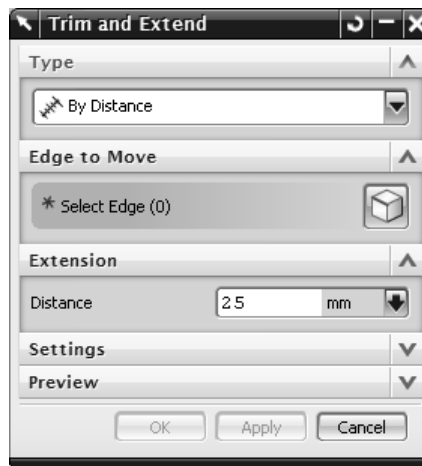 Trim and Extend
Type
By Distance
Edge to Move
* Select Edge (0)
Extension
Distance 25 mm
Settings
Preview
OK Apply Cancel